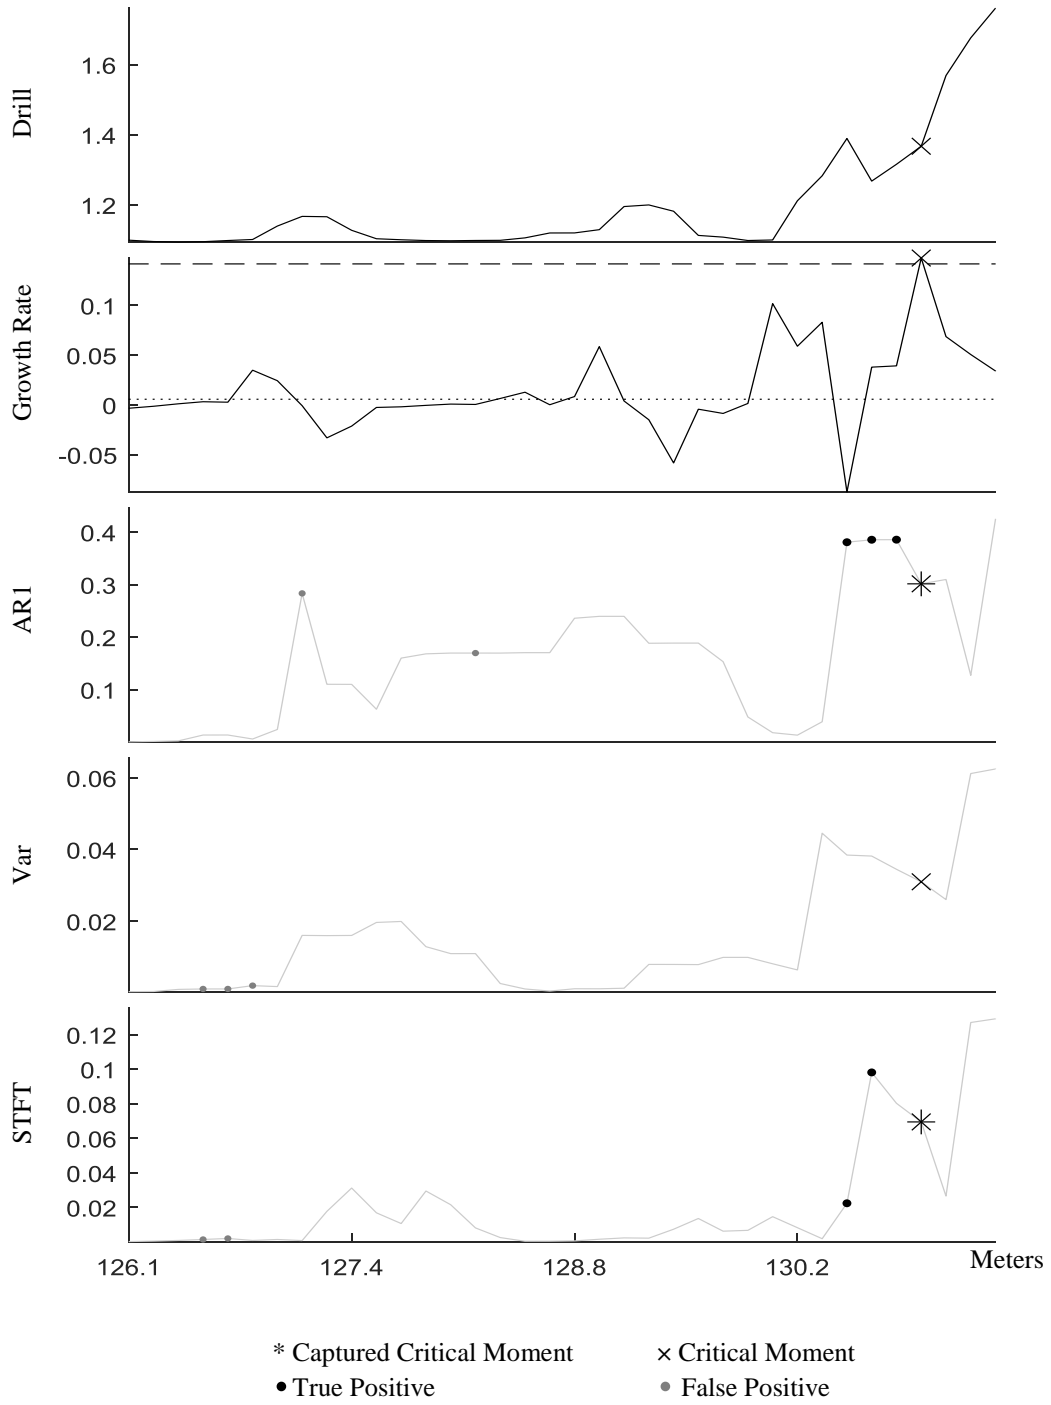 Drill
1.6
1.4
1.2
Growth Rate
0.1
0.05
0
-0.05
AR1
0.4
0.3
0.2
0.1
Var
0.06
0.04
0.02
STFT
0.12
0.1
0.08
0.06
0.04
0.02
126.1 127.4 128.8 130.2 Meters
* Captured Critical Moment × Critical Moment
● True Positive ● False Positive